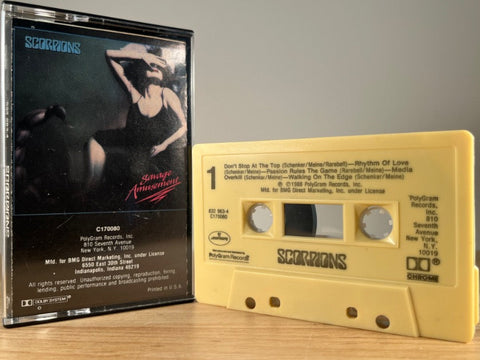 SCORPIONS
Savage
Amusement
C170080
PolyGram Records, Inc.
810 Seventh Avenue
New York, N.Y. 10019
Mfd. for BMG Direct Marketing, Inc. under License
6550 East 30th Street
Indianapolis, Indiana 46219
All rights reserved. Unauthorized copying, reproduction, hiring
lending, public performance and broadcasting prohibited
DOLBY SYSTEM
Printed in U.S.A.
1
Don't Stop At The Top (Schenker/Meine/Rarebell)—Rhythm Of Love
(Schenker/Meine)—Passion Rules The Game (Rarebell/Meine)—Media
Overkill (Schenker/Meine)—Walking On The Edge (Schenker/Meine)
℗©1988 PolyGram Records, Inc.
Mfd. for BMG Direct Marketing, Inc. under License
832 963-4
C170080
PolyGram
Records,
Inc.
810
Seventh
Avenue
New York,
N.Y.
10019
mercury
PolyGram Records
SCORPIONS
CHROME